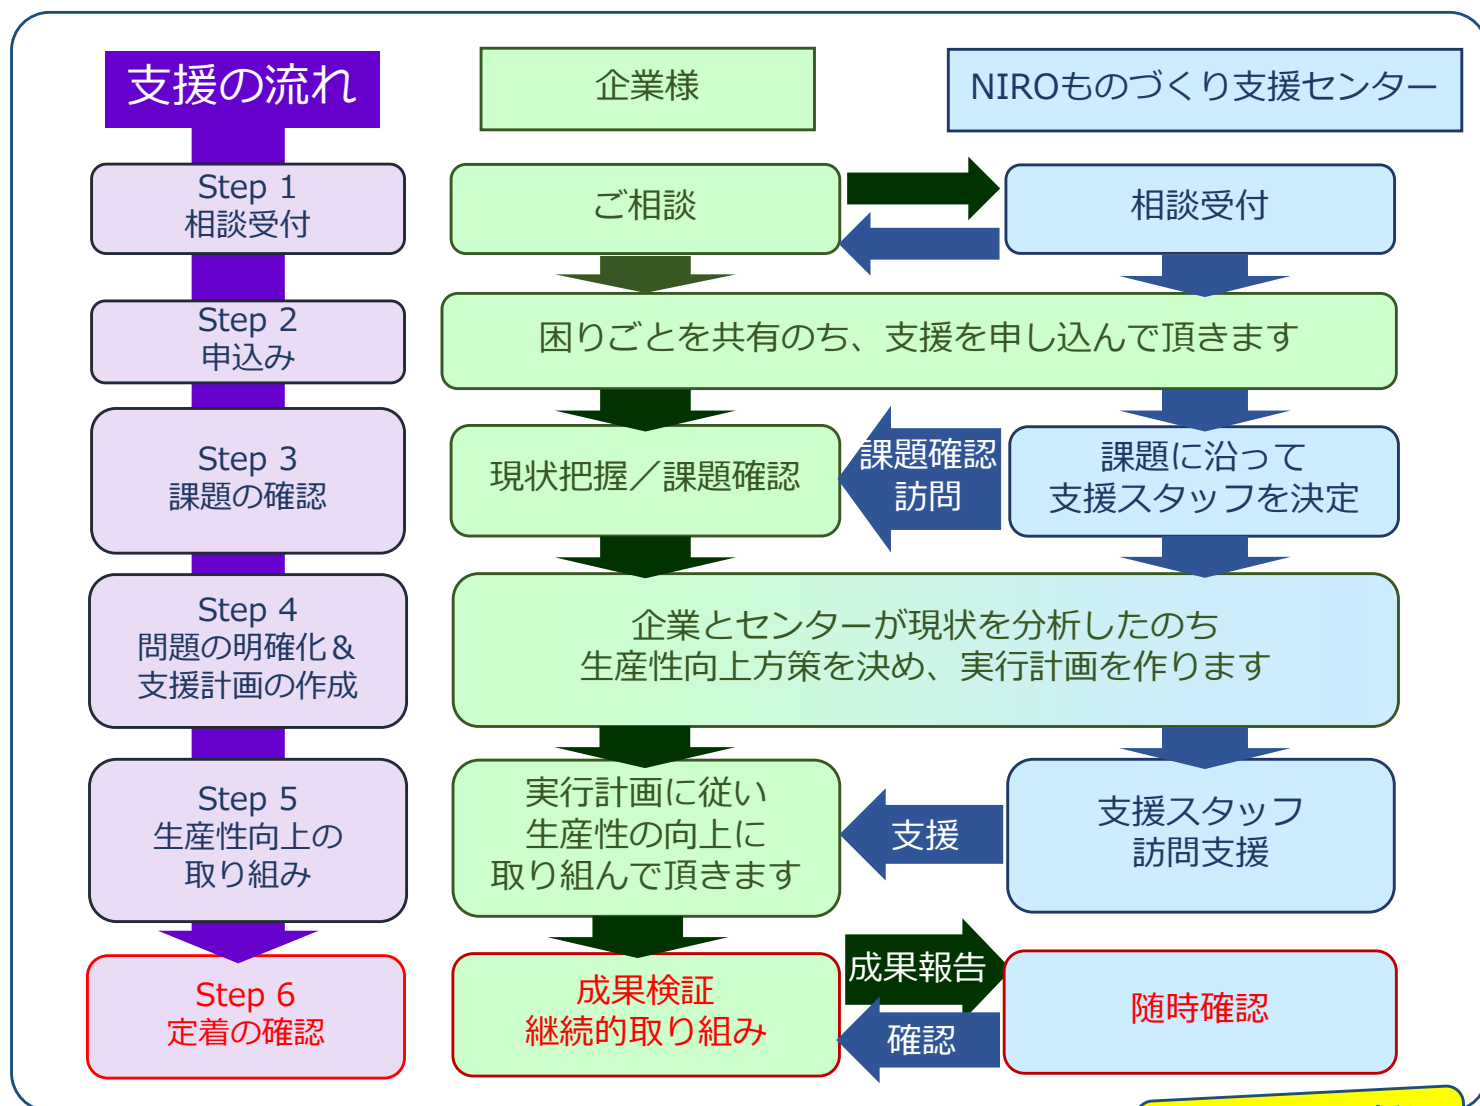 支援の流れ
企業様
NIROものづくり支援センター
Step 1
相談受付
ご相談
相談受付
Step 2
申込み
困りごとを共有のち、支援を申し込んで頂きます
Step 3
課題の確認
現状把握／課題確認
課題確認
訪問
課題に沿って
支援スタッフを決定
Step 4
問題の明確化＆
支援計画の作成
企業とセンターが現状を分析したのち
生産性向上方策を決め、実行計画を作ります
Step 5
生産性向上の
取り組み
実行計画に従い
生産性の向上に
取り組んで頂きます
支援
支援スタッフ
訪問支援
Step 6
定着の確認
成果検証
継続的取り組み
成果報告
確認
随時確認